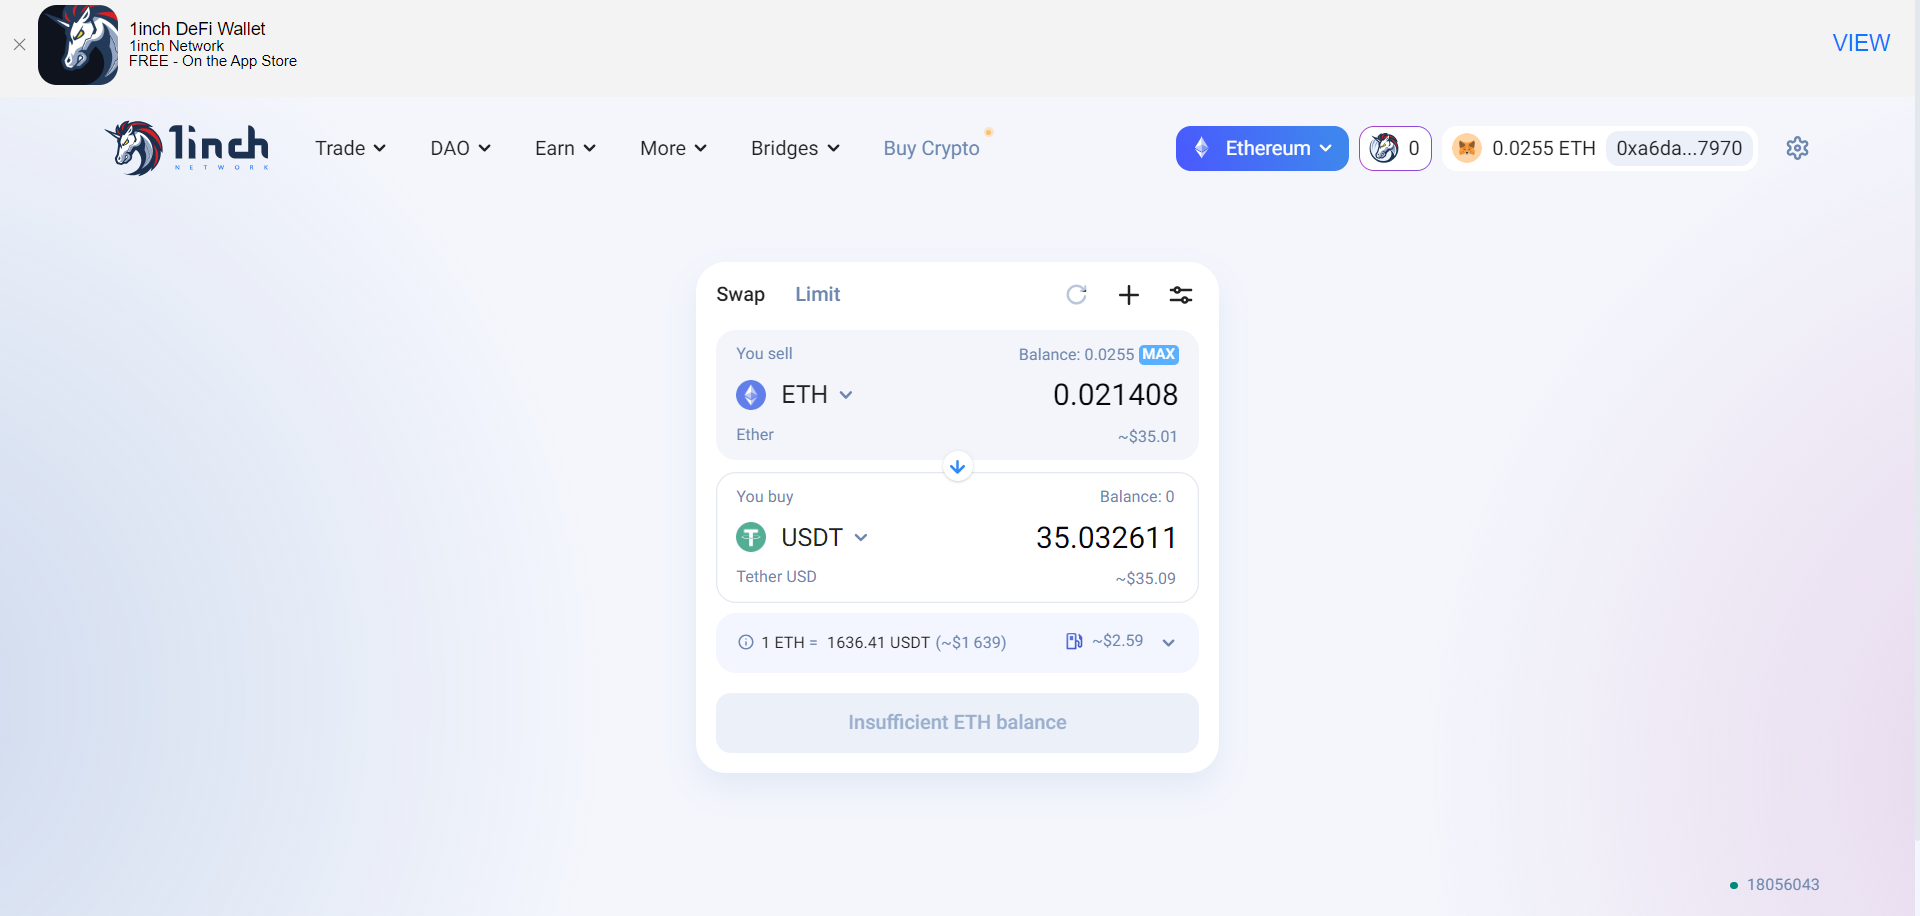 1inch DeFi Wallet
1inch Network
FREE - On the App Store
VIEW
1inch
NETWORK
Trade
DAO
Earn
More
Bridges
Buy Crypto
Ethereum
0
0.0255 ETH
0xa6da...7970
Swap
Limit
You sell
Balance: 0.0255 MAX
ETH
0.021408
Ether
~$35.01
You buy
Balance: 0
USDT
35.032611
Tether USD
~$35.09
1 ETH = 1636.41 USDT (~$1 639)
~$2.59
Insufficient ETH balance
18056043